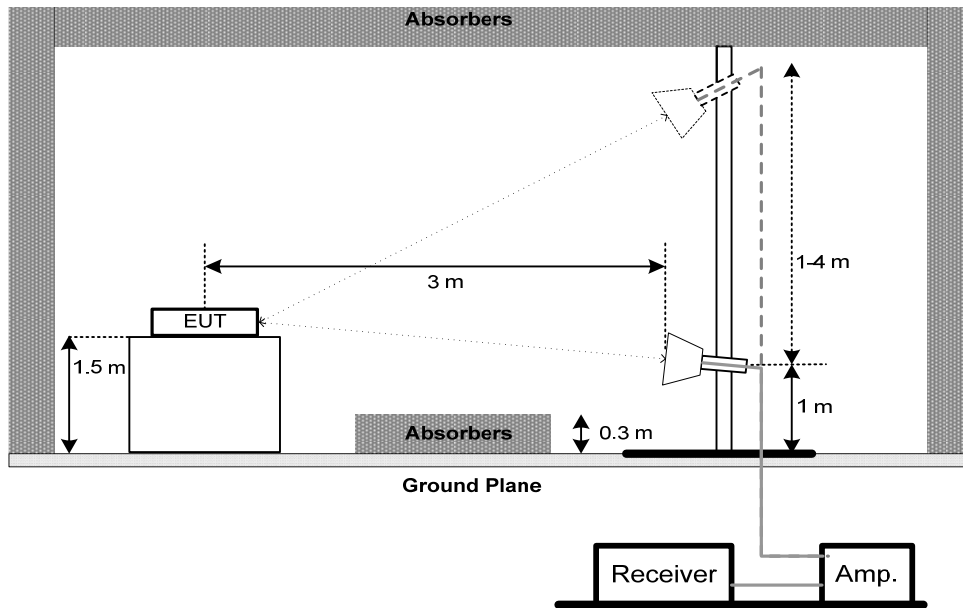 Absorbers
1-4 m
3 m
EUT
1.5 m
1 m
Absorbers
0.3 m
Ground Plane
Receiver
Amp.